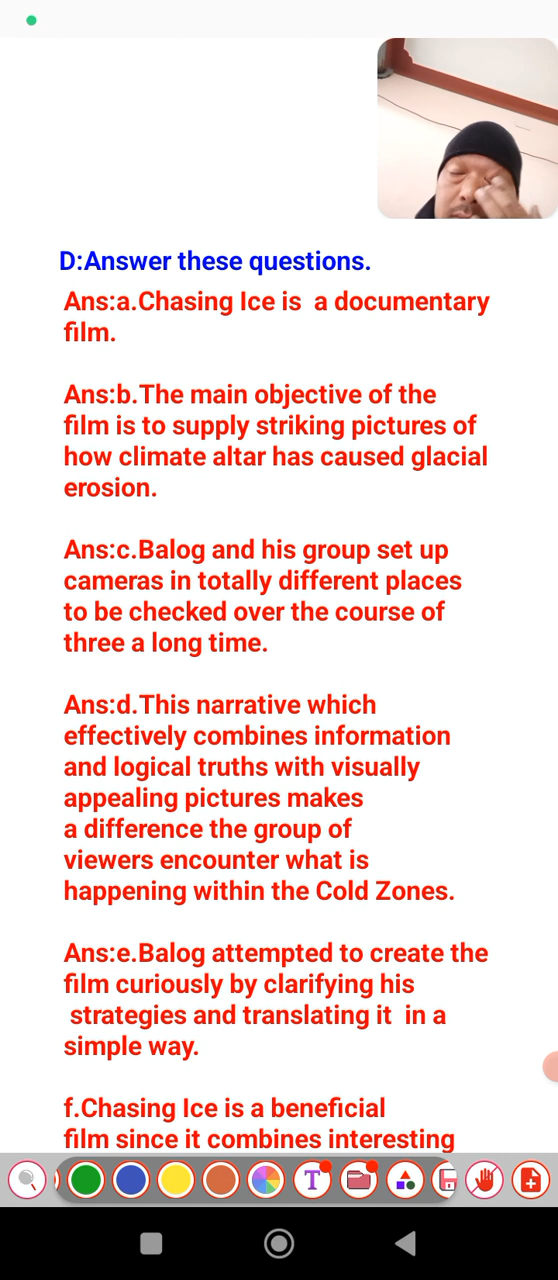 D:Answer these questions.
Ans:a.Chasing Ice is  a documentary
film.
Ans:b.The main objective of the
film is to supply striking pictures of
how climate altar has caused glacial
erosion.
Ans:c.Balog and his group set up
cameras in totally different places
to be checked over the course of
three a long time.
Ans:d.This narrative which
effectively combines information
and logical truths with visually
appealing pictures makes
a difference the group of
viewers encounter what is
happening within the Cold Zones.
Ans:e.Balog attempted to create the
film curiously by clarifying his
strategies and translating it  in a
simple way.
f.Chasing Ice is a beneficial
film since it combines interesting
T